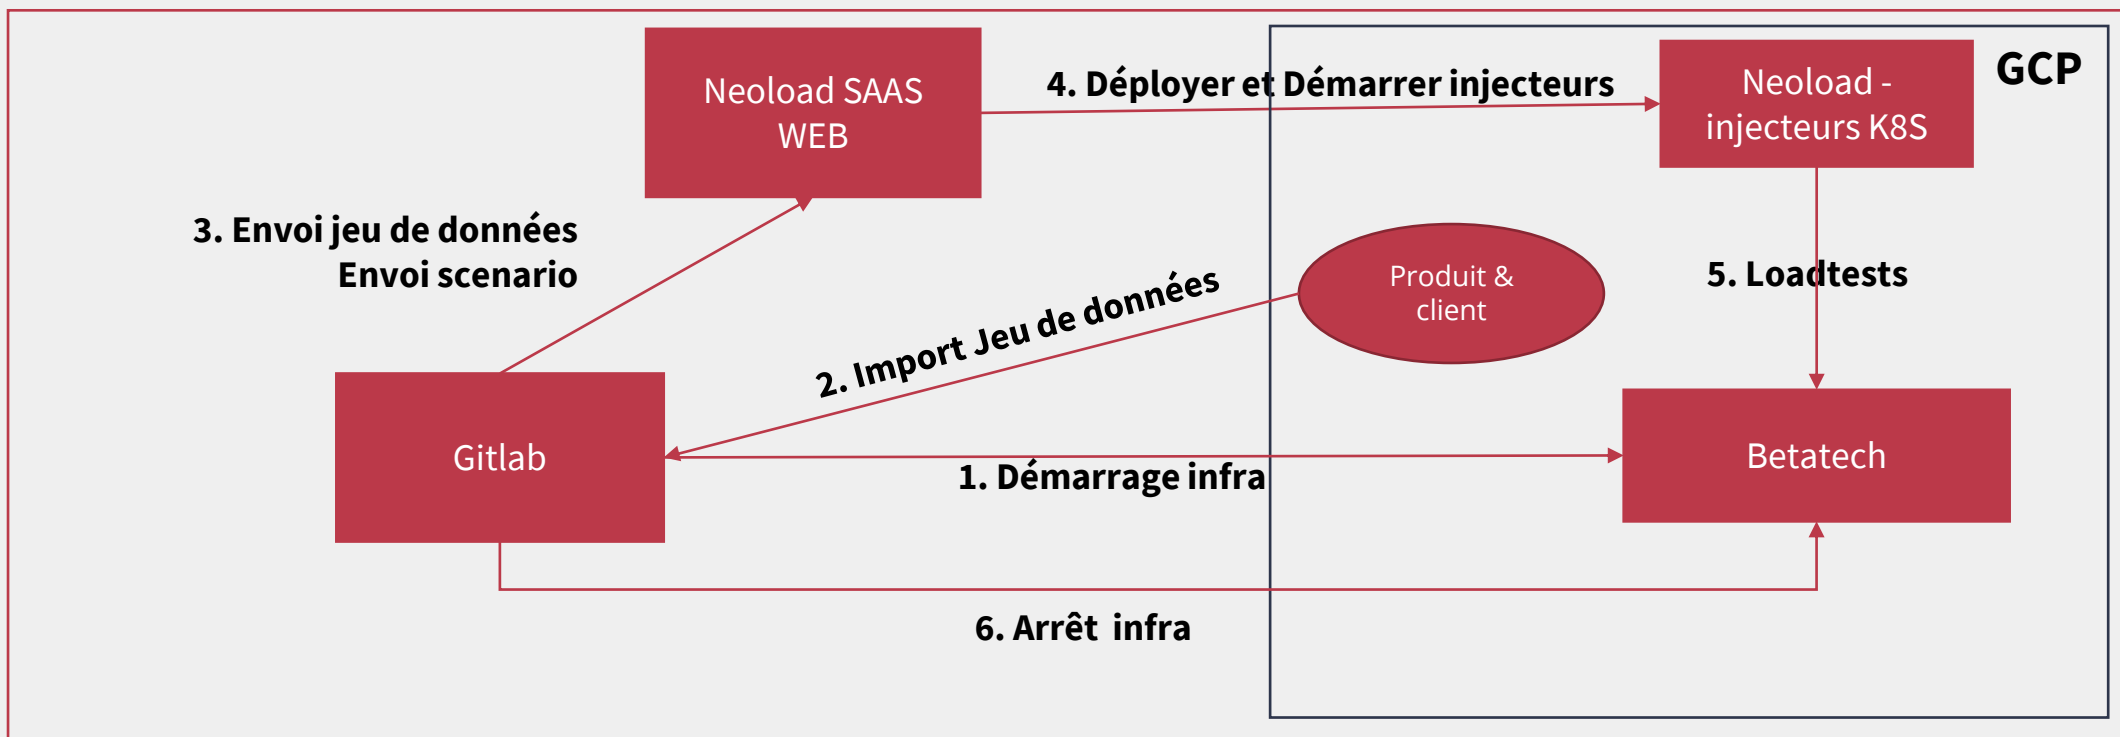 Neoload SAAS
WEB
4. Déployer et Démarrer injecteurs
Neoload -
injecteurs K8S
GCP
3. Envoi jeu de données
Envoi scenario
2. Import Jeu de données
Produit &
client
5. Loadtests
Gitlab
1. Démarrage infra
Betatech
6. Arrêt  infra